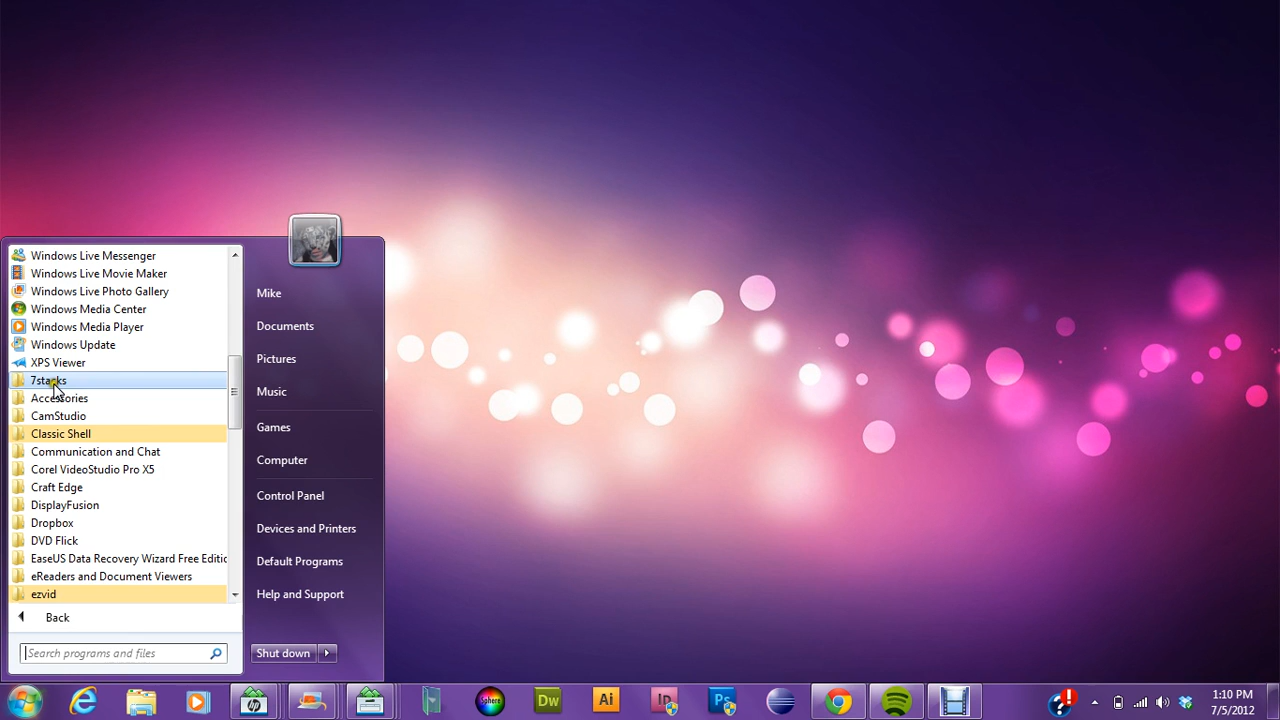 Windows Live Messenger
Windows Live Movie Maker
Windows Live Photo Gallery
Windows Media Center
Windows Media Player
Windows Update
XPS Viewer
7stacks
Accessories
CamStudio
Classic Shell
Communication and Chat
Corel VideoStudio Pro X5
Craft Edge
DisplayFusion
Dropbox
DVD Flick
EaseUS Data Recovery Wizard Free Editic
eReaders and Document Viewers
ezvid
Back
Search programs and files
Mike
Documents
Pictures
Music
Games
Computer
Control Panel
Devices and Printers
Default Programs
Help and Support
Shut down
hp
Sphere
Dw
Ai
Id
Ps
1:10 PM
7/5/2012